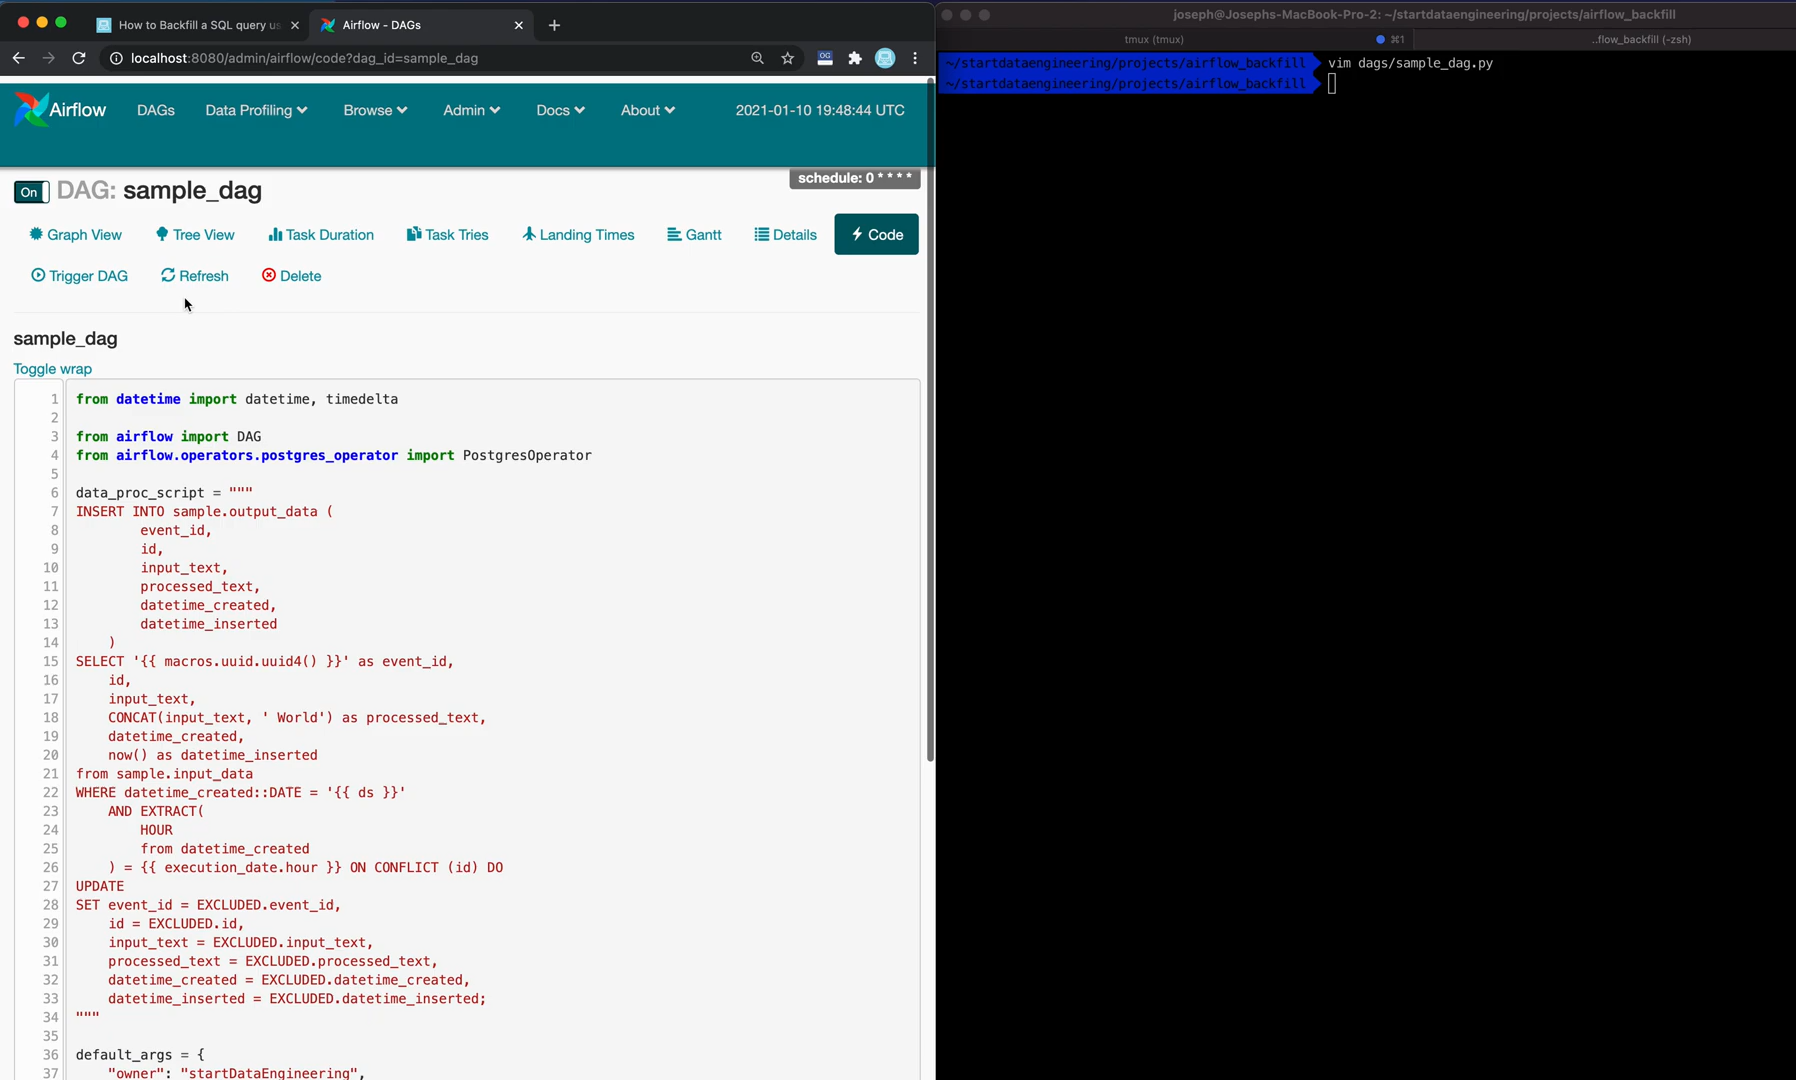 How to Backfill a SQL query us
Airflow - DAGs
localhost:8080/admin/airflow/code?dag_id=sample_dag
OG
Airflow
DAGs
Data Profiling
Browse
Admin
Docs
About
2021-01-10 19:48:44 UTC
On
DAG: sample_dag
schedule: 0 * * * *
Graph View
Tree View
Task Duration
Task Tries
Landing Times
Gantt
Details
Code
Trigger DAG
Refresh
Delete
sample_dag
Toggle wrap
1 from datetime import datetime, timedelta
2
3 from airflow import DAG
4 from airflow.operators.postgres_operator import PostgresOperator
5
6 data_proc_script = """
7 INSERT INTO sample.output_data (
8 event_id,
9 id,
10 input_text,
11 processed_text,
12 datetime_created,
13 datetime_inserted
14 )
15 SELECT '{{ macros.uuid.uuid4() }}' as event_id,
16 id,
17 input_text,
18 CONCAT(input_text, ' World') as processed_text,
19 datetime_created,
20 now() as datetime_inserted
21 from sample.input_data
22 WHERE datetime_created::DATE = '{{ ds }}'
23 AND EXTRACT(
24 HOUR
25 from datetime_created
26 ) = {{ execution_date.hour }} ON CONFLICT (id) DO
27 UPDATE
28 SET event_id = EXCLUDED.event_id,
29 id = EXCLUDED.id,
30 input_text = EXCLUDED.input_text,
31 processed_text = EXCLUDED.processed_text,
32 datetime_created = EXCLUDED.datetime_created,
33 datetime_inserted = EXCLUDED.datetime_inserted;
34 """
35
36 default_args = {
37 "owner": "startDataEngineering",
joseph@Josephs-MacBook-Pro-2: ~/startdataengineering/projects/airflow_backfill
tmux (tmux)
⌘1
..flow_backfill (-zsh)
~/startdataengineering/projects/airflow_backfill vim dags/sample_dag.py
~/startdataengineering/projects/airflow_backfill